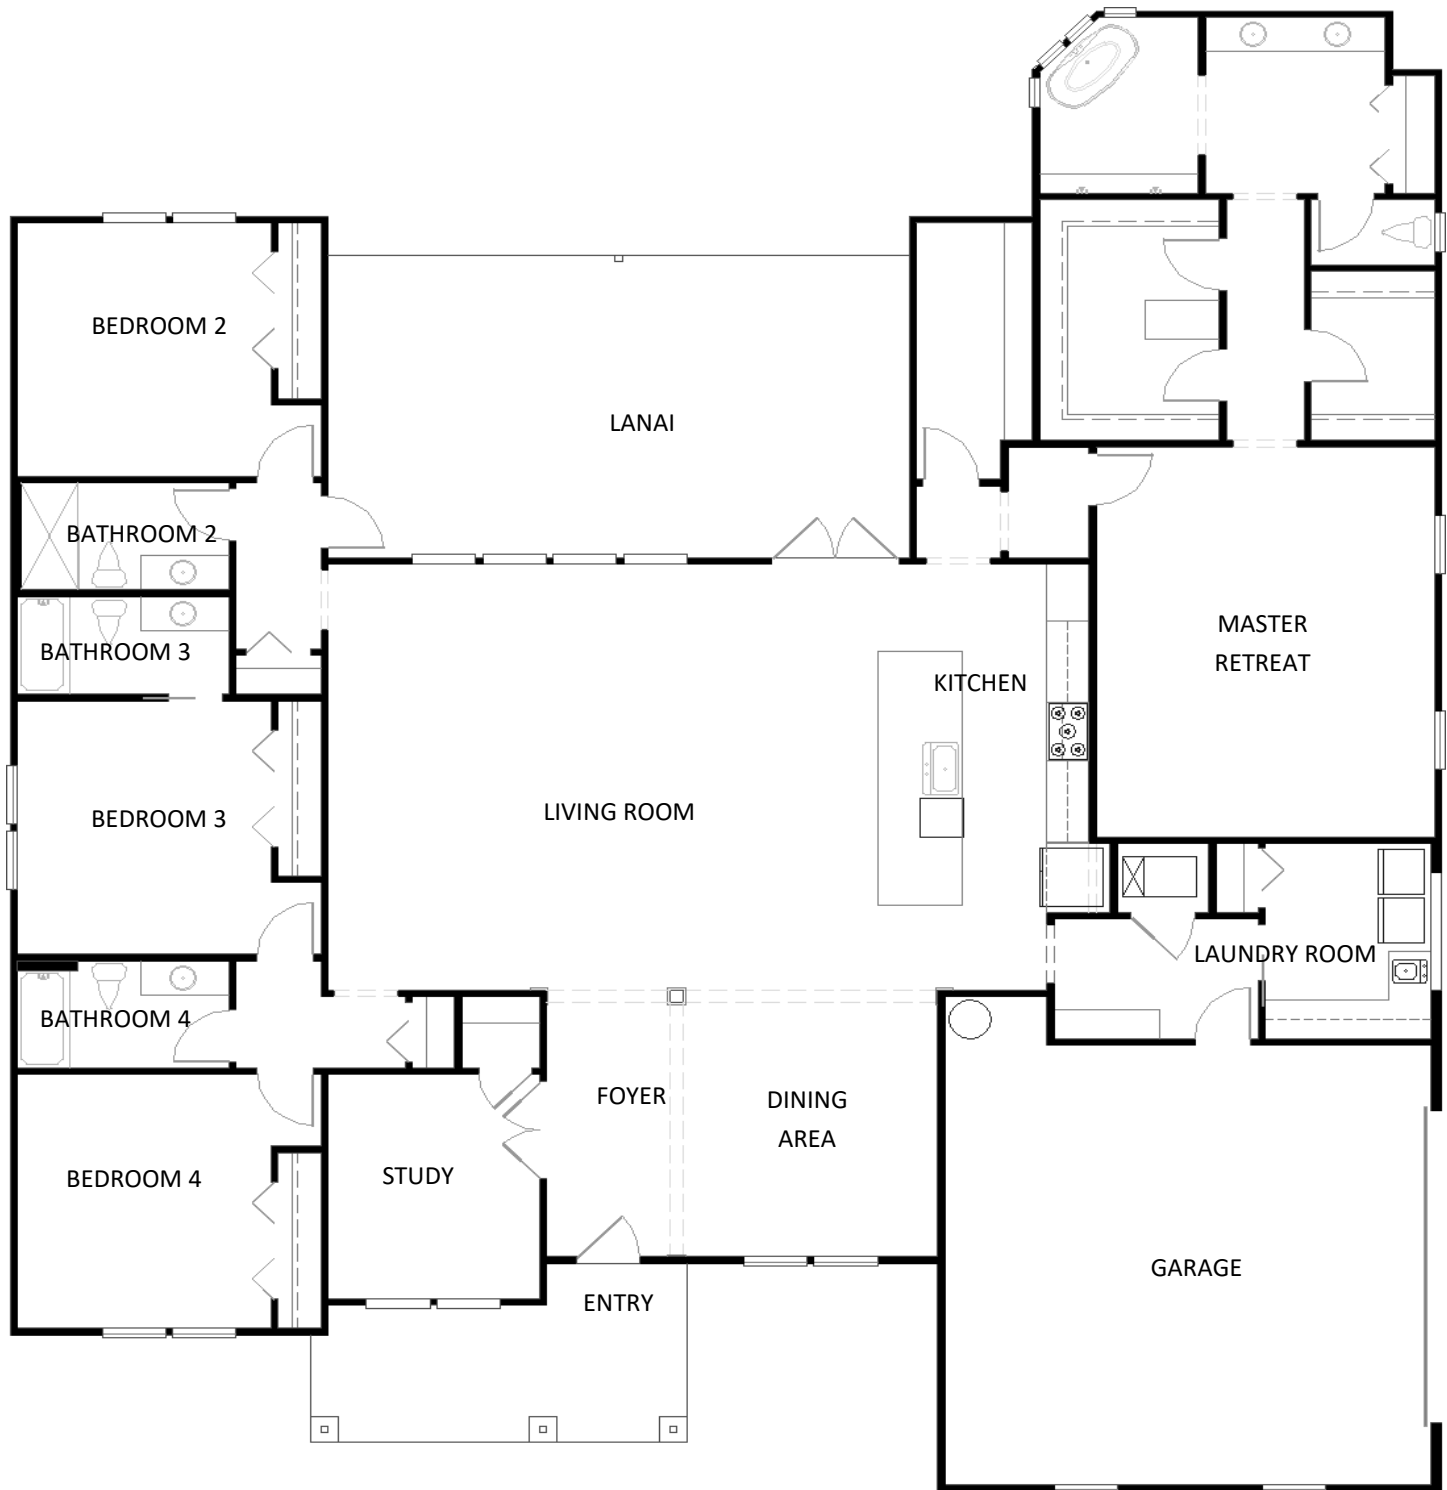 BEDROOM 2
LANAI
BATHROOM 2
MASTER
RETREAT
BATHROOM 3
KITCHEN
BEDROOM 3
LIVING ROOM
LAUNDRY ROOM
BATHROOM 4
FOYER
DINING
AREA
BEDROOM 4
STUDY
GARAGE
ENTRY